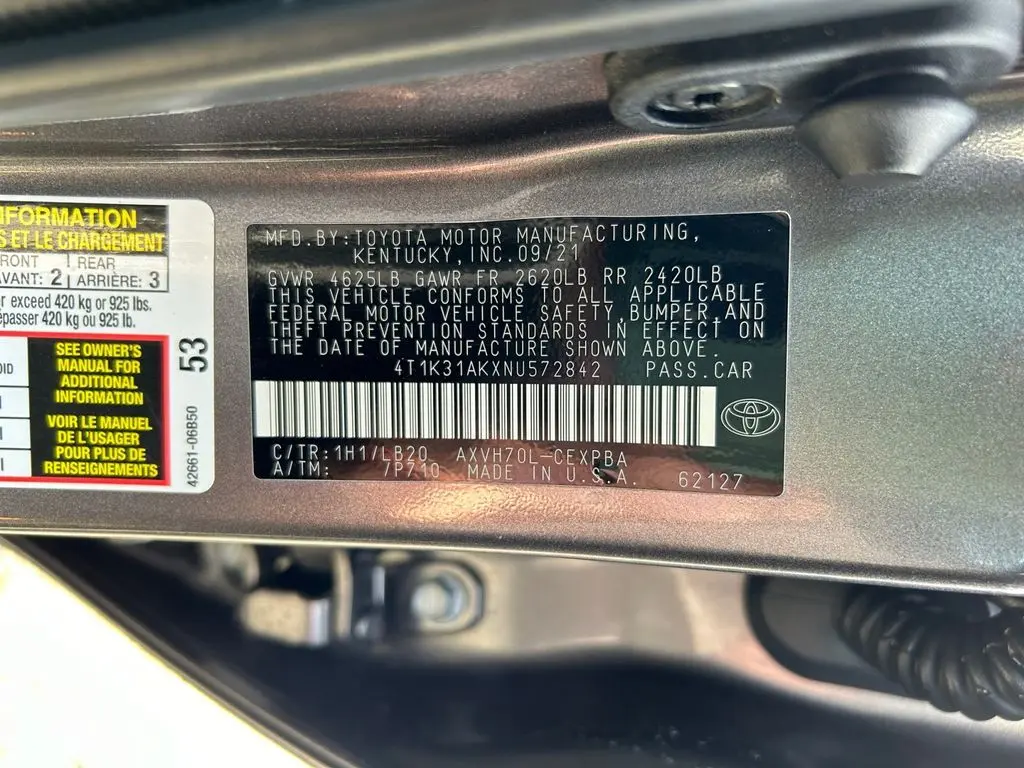 NFORMATION
S ET LE CHARGEMENT
RONT
REAR
VANT: 2
ARRIÈRE: 3
r exceed 420 kg or 925 lbs.
épasser 420 kg ou 925 lb.
OID
SEE OWNER'S
MANUAL FOR
ADDITIONAL
INFORMATION
VOIR LE MANUEL
DE L'USAGER
POUR PLUS DE
RENSEIGNEMENTS
53
42661-06B50
MFD.BY:TOYOTA MOTOR MANUFACTURING,
KENTUCKY,INC.09/21
GVWR 4625LB GAWR FR 2620LB RR 2420LB
THIS VEHICLE CONFORMS TO ALL APPLICABLE
FEDERAL MOTOR VEHICLE SAFETY,BUMPER,AND
THEFT PREVENTION STANDARDS IN EFFECT ON
THE DATE OF MANUFACTURE SHOWN ABOVE.
4T1K31AKXNU572842 PASS.CAR
C/TR:1H1/LB20 AXVH70L-CEXPBA
A/TM: 7P710 MADE IN U.S.A. 62127